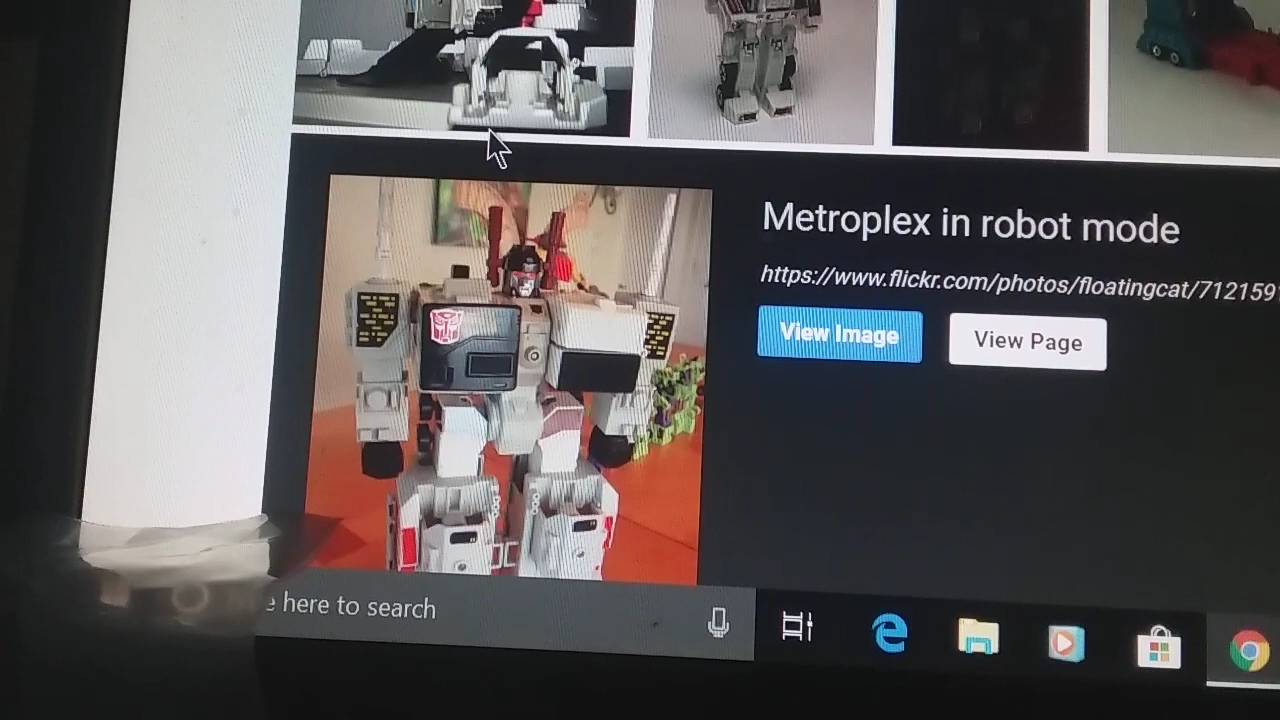 Metroplex in robot mode
https://www.flickr.com/photos/floatingcat/712159
View Image
View Page
e here to search